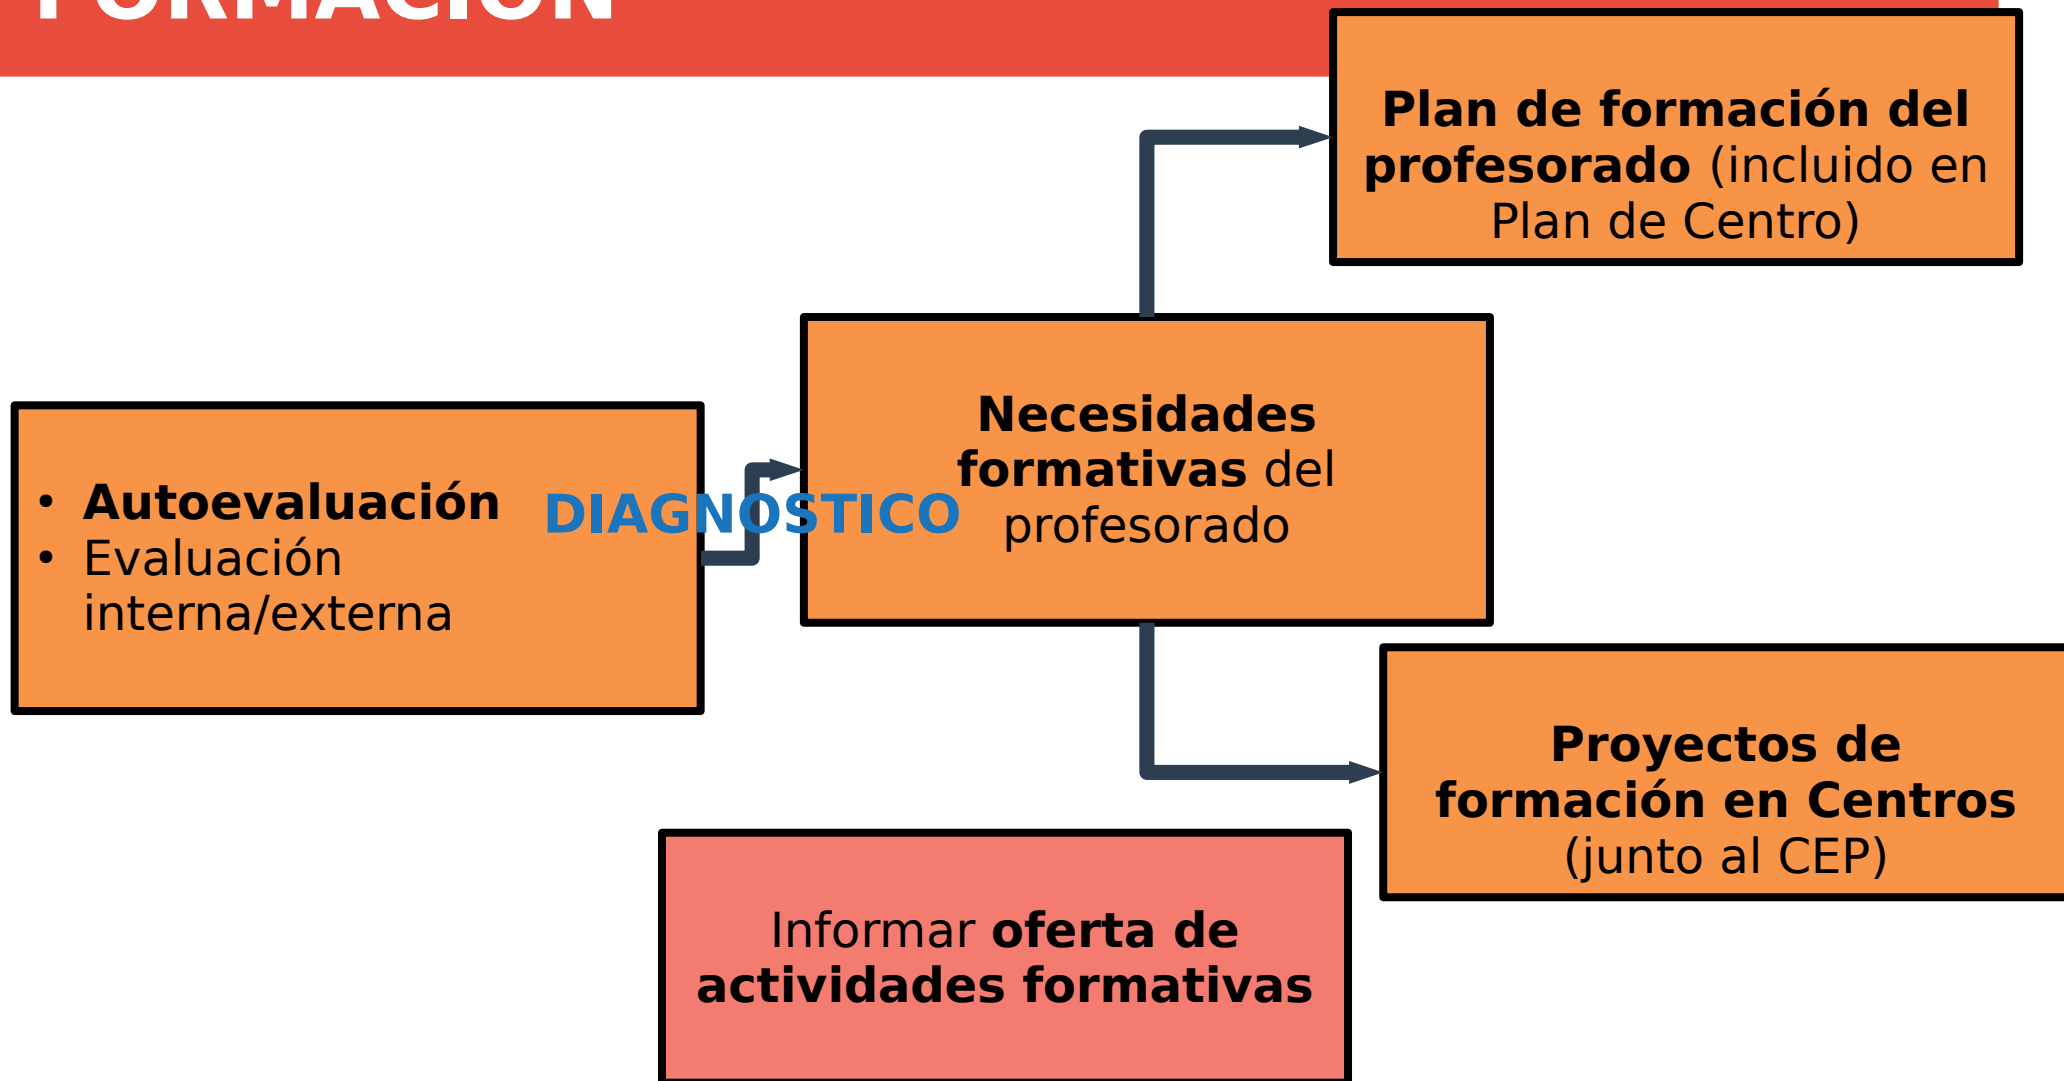 FORMACIÓN
Plan de formación del
profesorado (incluido en
Plan de Centro)
Necesidades
formativas del
profesorado
• Autoevaluación
• Evaluación
interna/externa
DIAGNOSTICO
Proyectos de
formación en Centros
(junto al CEP)
Informar oferta de
actividades formativas